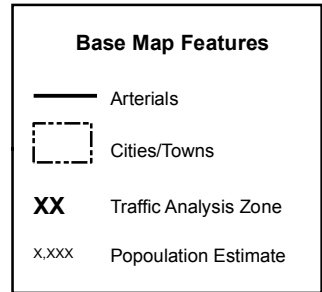 Base Map Features
Arterials
Cities/Towns
XX Traffic Analysis Zone
X,XXX Popoulation Estimate